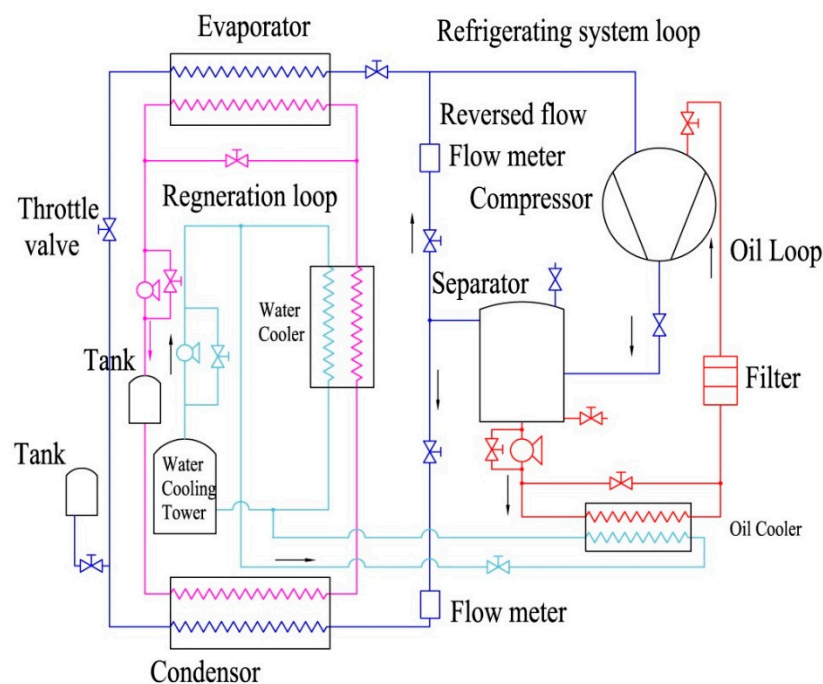 Evaporator
Refrigerating system loop
Reversed flow
Flow meter
Compressor
Regneration loop
Throttle
valve
Oil Loop
Separator
Water
Cooler
Tank
Filter
Tank
Water
Cooling
Tower
Oil Cooler
Flow meter
Condensor